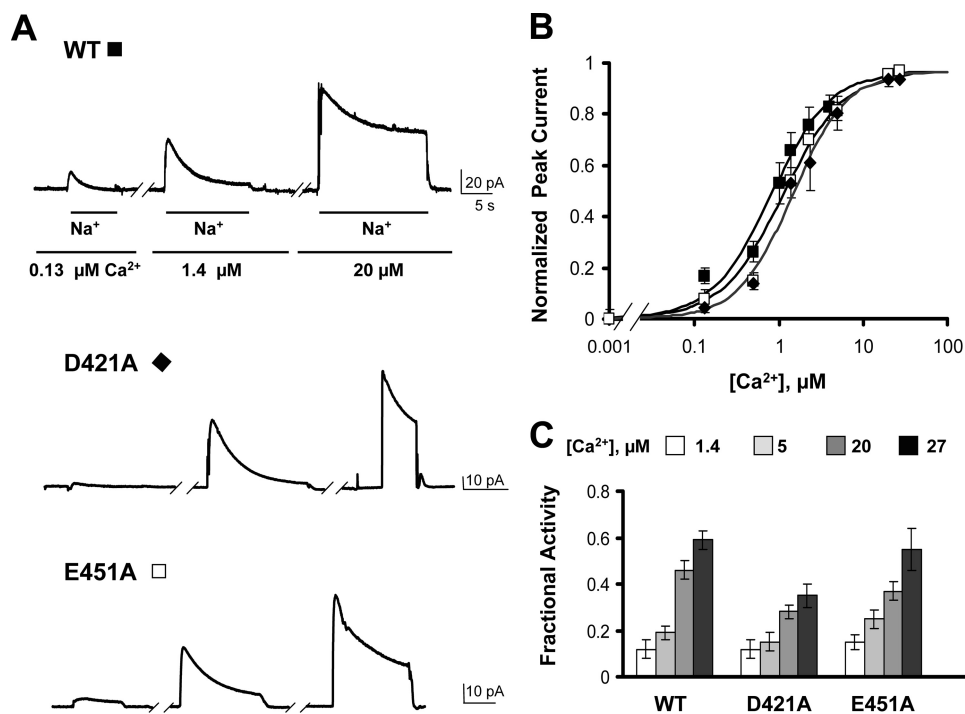 A
WT
20 pA
5 s
Na⁺
Na⁺
Na⁺
0.13 µM Ca²⁺
1.4 µM
20 µM
D421A
10 pA
E451A
10 pA
B
Normalized Peak Current
1
0.8
0.6
0.4
0.2
0
0.001
0.1
1
10
100
[Ca²⁺], µM
C
[Ca²⁺], µM
1.4
5
20
27
Fractional Activity
0.8
0.6
0.4
0.2
0
WT
D421A
E451A